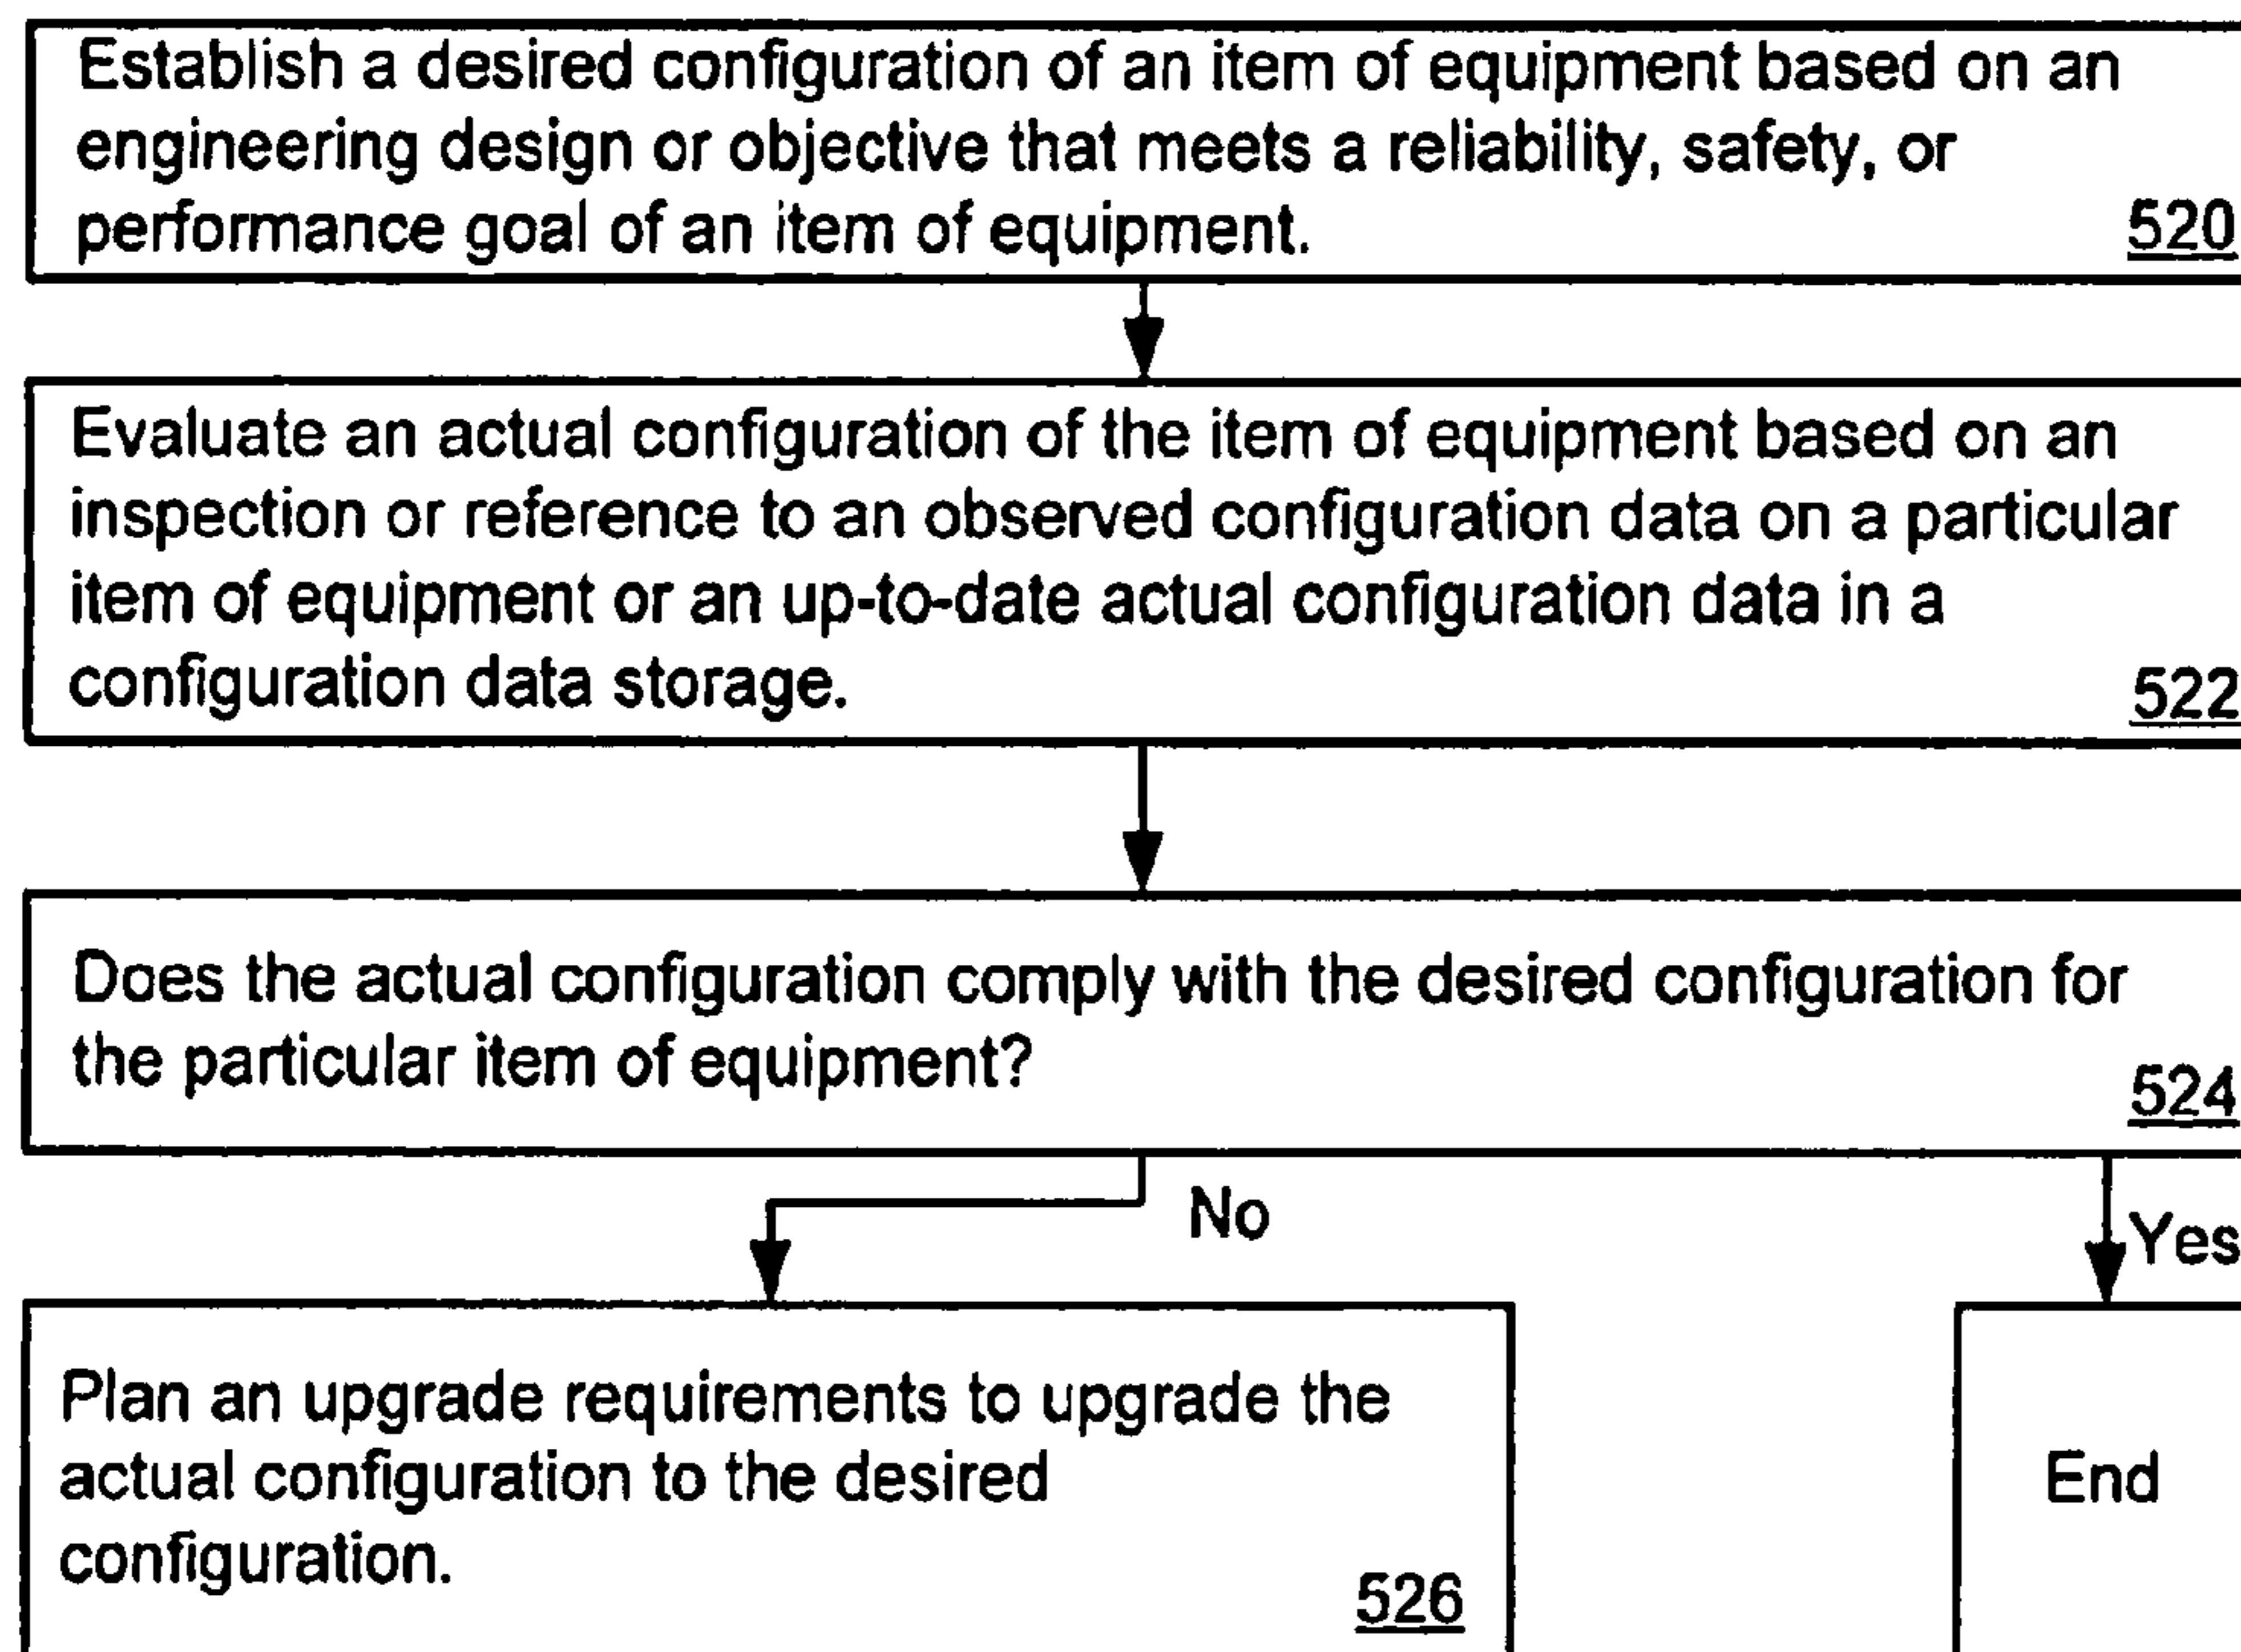 Establish a desired configuration of an item of equipment based on an
engineering design or objective that meets a reliability, safety, or
performance goal of an item of equipment.
520
Evaluate an actual configuration of the item of equipment based on an
inspection or reference to an observed configuration data on a particular
item of equipment or an up-to-date actual configuration data in a
configuration data storage.
522
Does the actual configuration comply with the desired configuration for
the particular item of equipment?
524
No
Yes
Plan an upgrade requirements to upgrade the
actual configuration to the desired
configuration.
526
End